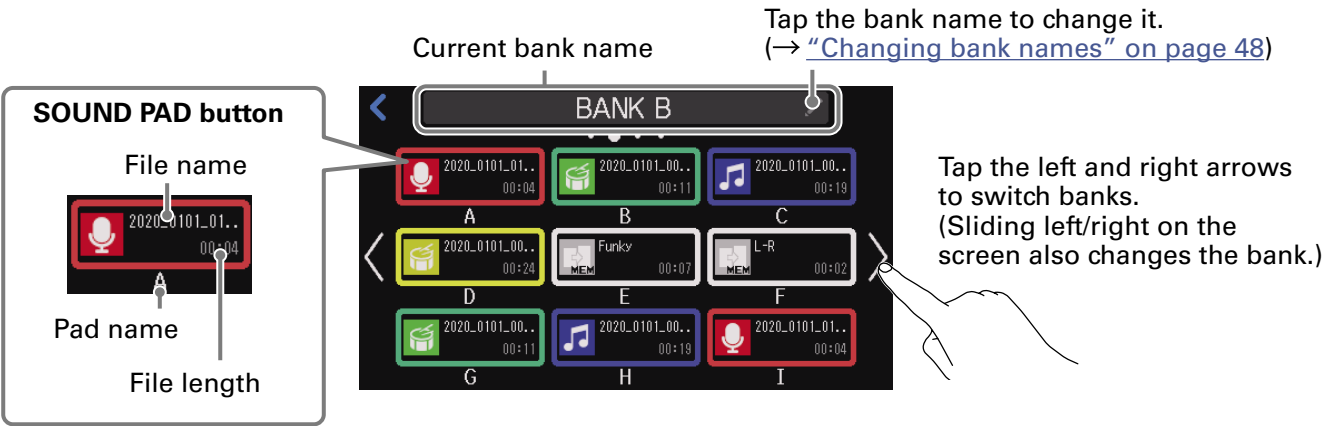 Tap the bank name to change it.
(→ "Changing bank names" on page 48)
Current bank name
SOUND PAD button
File name
2020_0101_01..
00:04
A
Pad name
File length
BANK B
2020_0101_01..
00:04
A
2020_0101_00..
00:11
B
2020_0101_00..
00:19
C
2020_0101_00..
00:24
D
MEM
Funky
00:07
E
MEM
L-R
00:02
F
2020_0101_00..
00:11
G
2020_0101_00..
00:19
H
2020_0101_01..
00:04
I
Tap the left and right arrows
to switch banks.
(Sliding left/right on the
screen also changes the bank.)